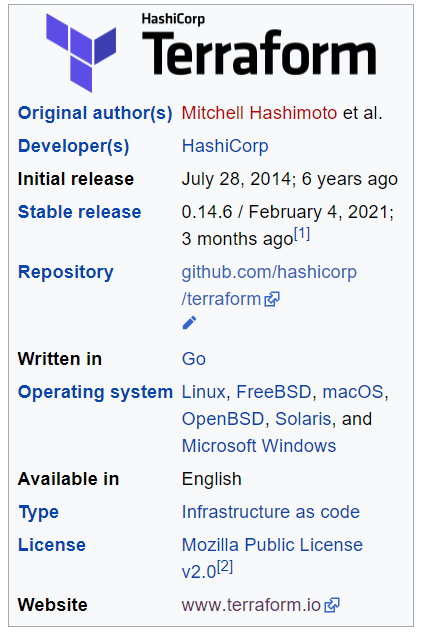 HashiCorp
Terraform
Original author(s) Mitchell Hashimoto et al.
Developer(s) HashiCorp
Initial release July 28, 2014; 6 years ago
Stable release 0.14.6 / February 4, 2021;
3 months ago[1]
Repository github.com/hashicorp
/terraform
Written in Go
Operating system Linux, FreeBSD, macOS,
OpenBSD, Solaris, and
Microsoft Windows
Available in English
Type Infrastructure as code
License Mozilla Public License
v2.0[2]
Website www.terraform.io